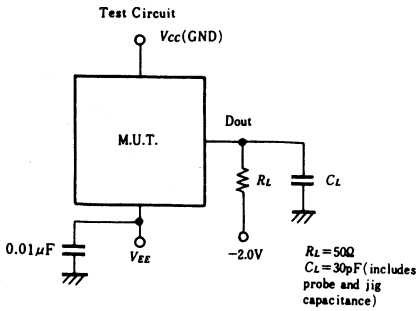 Test Circuit
Vcc(GND)
M.U.T.
Dout
RL
CL
0.01μF
VEE
−2.0V
RL=50Ω
CL=30pF(includes
probe and jig
capacitance)